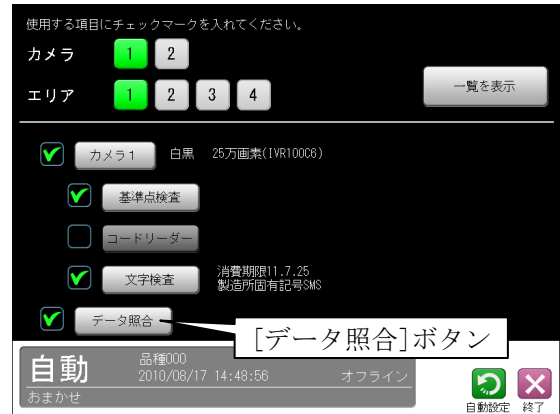 使用する項目にチェックマークを入れてください。
カメラ 1 2
エリア 1 2 3 4
一覧を表示
カメラ1 白黒 25万画素(IVR100C6)
基準点検査
コードリーダー
文字検査 消費期限11.7.25
製造所固有記号SMS
データ照合
[データ照合]ボタン
自動 品種000
2010/08/17 14:48:56 オフライン
おまかせ
自動設定 終了